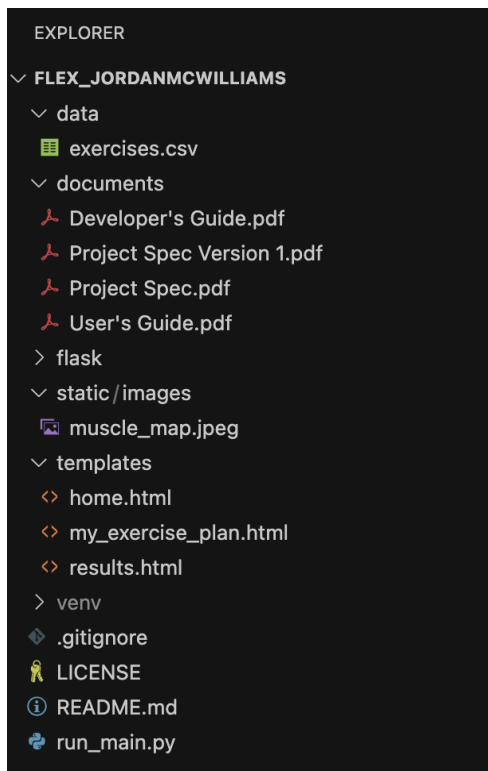 EXPLORER
FLEX_JORDANMCWILLIAMS
data
exercises.csv
documents
Developer's Guide.pdf
Project Spec Version 1.pdf
Project Spec.pdf
User's Guide.pdf
flask
static/images
muscle_map.jpeg
templates
home.html
my_exercise_plan.html
results.html
venv
.gitignore
LICENSE
README.md
run_main.py